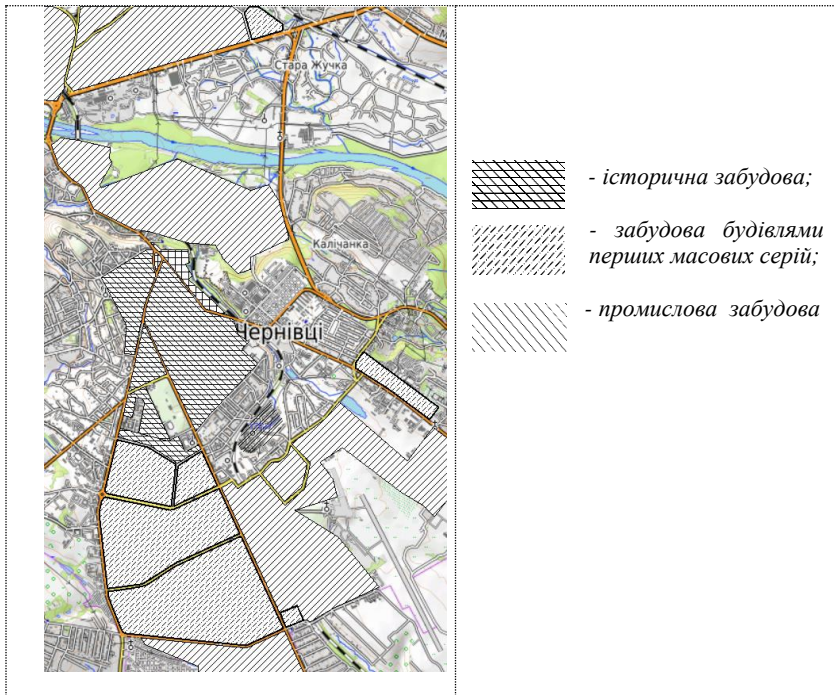 Стара Жучка
М
Калічанка
Чернівці
- історична забудова;
- забудова будівлями
перших масових серій;
- промислова забудова